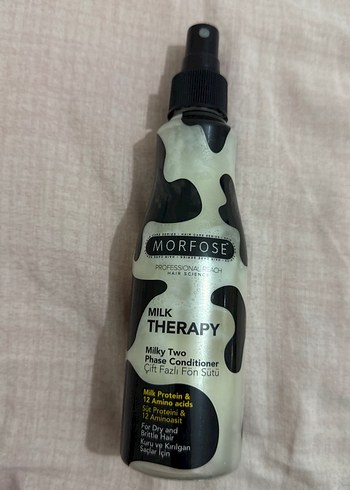 MORFOSE
PROFESSIONAL REACH
HAIR SCIENCE
MILK
THERAPY
Milky Two
Phase Conditioner
Çift Fazlı Fön Sütü
Milk Protein &
12 Amino acids
Süt Proteini &
12 Aminoasit
For Dry and
Brittle Hair
Kuru ve Kırılgan
Saçlar İçin